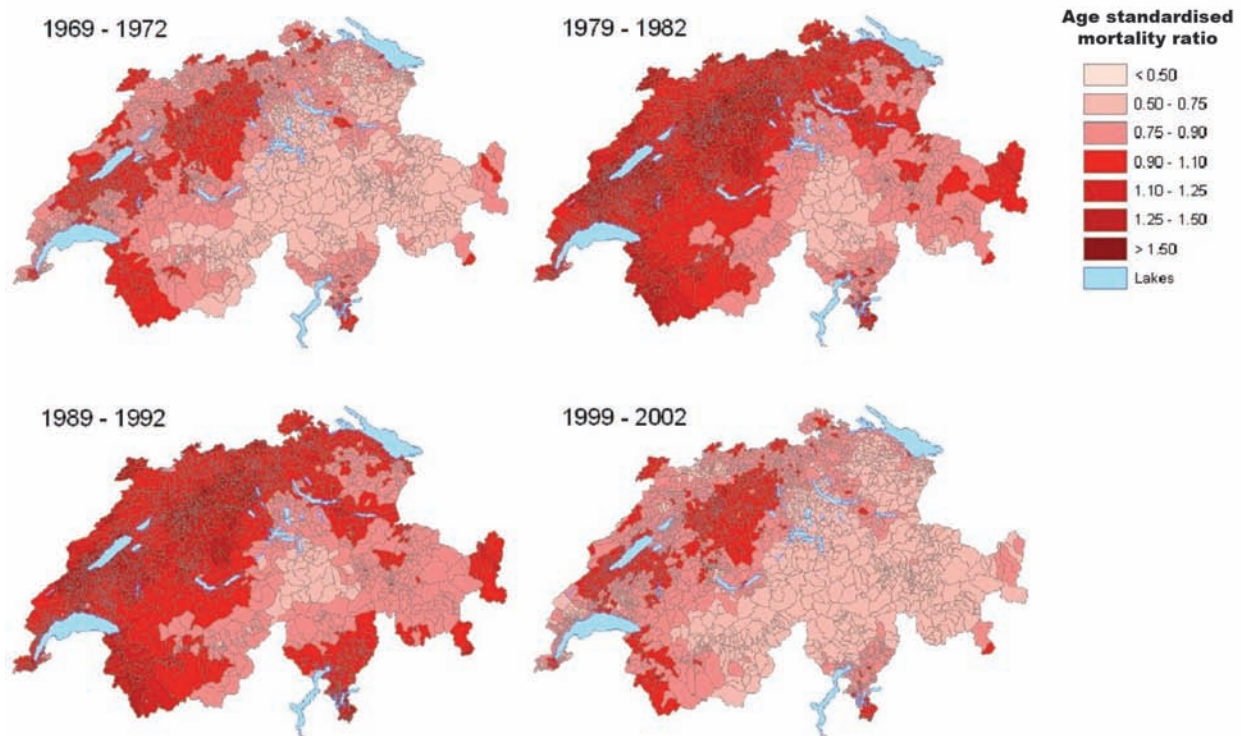 1969 - 1972
1979 - 1982
Age standardised
mortality ratio
< 0.50
0.50 - 0.75
0.75 - 0.90
0.90 - 1.10
1.10 - 1.25
1.25 - 1.50
> 1.50
Lakes
1989 - 1992
1999 - 2002